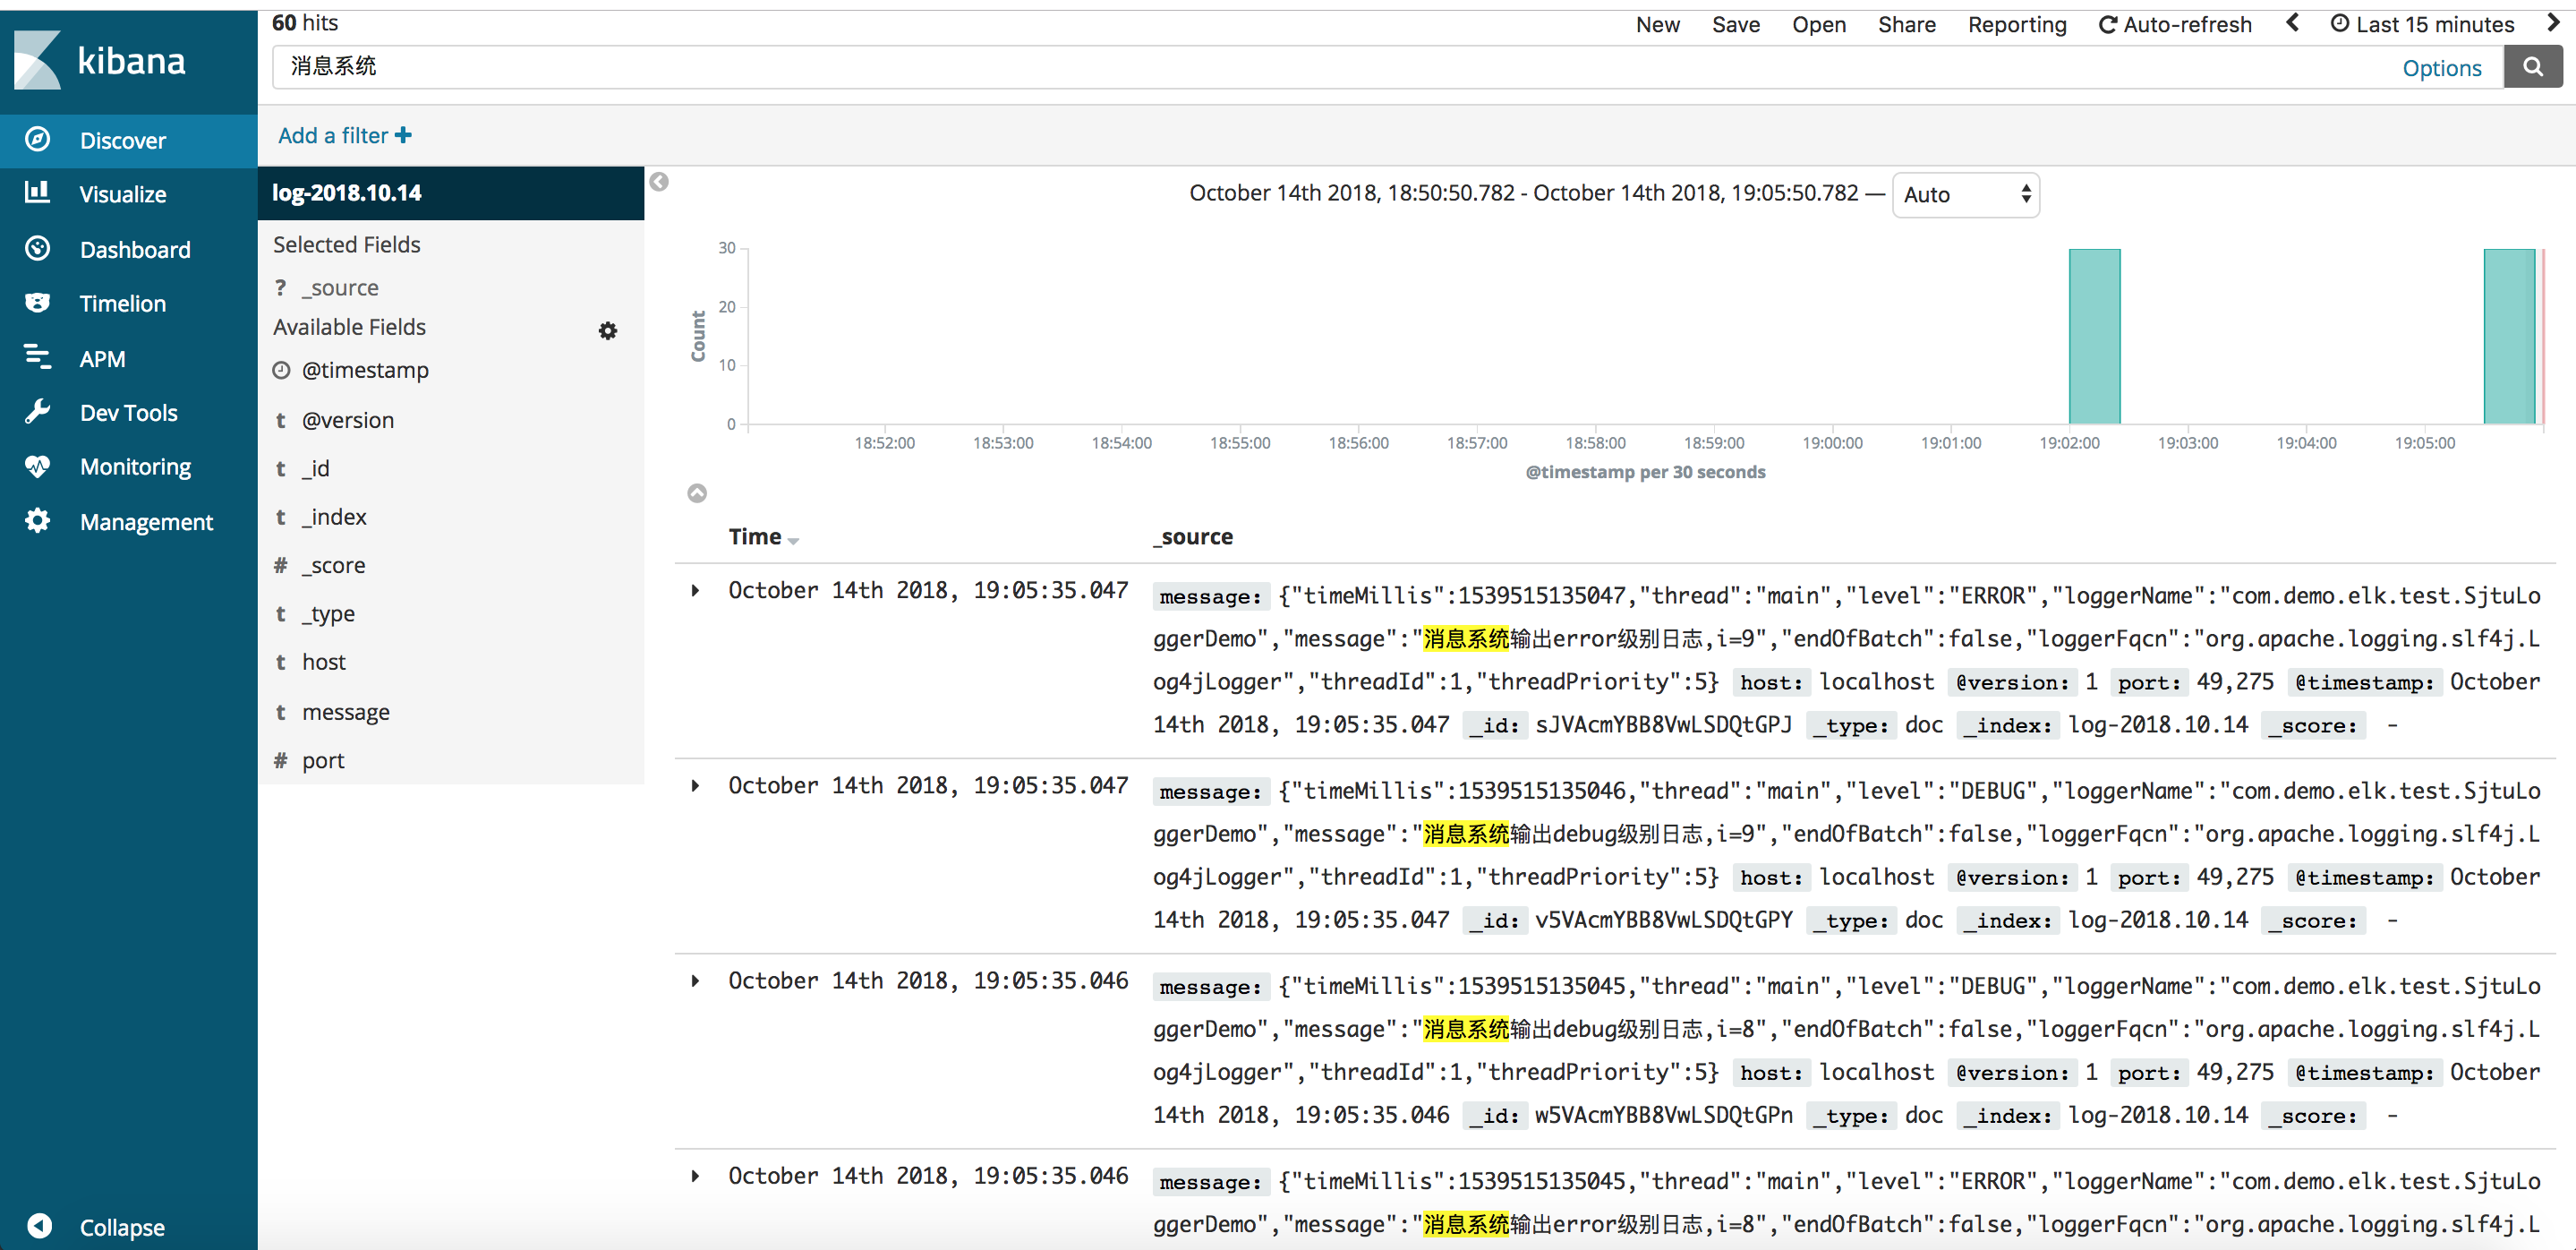 60 hits
New Save Open Share Reporting Auto-refresh Last 15 minutes
kibana
消息系统
Options
Add a filter
Discover
Visualize
Dashboard
Timelion
APM
Dev Tools
Monitoring
Management
Collapse
log-2018.10.14
Selected Fields
? _source
Available Fields
@timestamp
t @version
t _id
t _index
# _score
t _type
t host
t message
# port
October 14th 2018, 18:50:50.782 - October 14th 2018, 19:05:50.782 — Auto
Count
30
20
10
0
18:52:00 18:53:00 18:54:00 18:55:00 18:56:00 18:57:00 18:58:00 18:59:00 19:00:00 19:01:00 19:02:00 19:03:00 19:04:00 19:05:00
@timestamp per 30 seconds
Time _source
October 14th 2018, 19:05:35.047 message: {"timeMillis":1539515135047,"thread":"main","level":"ERROR","loggerName":"com.demo.elk.test.SjtuLo
ggerDemo","message":"消息系统输出error级别日志,i=9","endOfBatch":false,"loggerFqcn":"org.apache.logging.slf4j.L
og4jLogger","threadId":1,"threadPriority":5} host: localhost @version: 1 port: 49,275 @timestamp: October
14th 2018, 19:05:35.047 _id: sJVAcmYBB8VwLSDQtGPJ _type: doc _index: log-2018.10.14 _score: -
October 14th 2018, 19:05:35.047 message: {"timeMillis":1539515135046,"thread":"main","level":"DEBUG","loggerName":"com.demo.elk.test.SjtuLo
ggerDemo","message":"消息系统输出debug级别日志,i=9","endOfBatch":false,"loggerFqcn":"org.apache.logging.slf4j.L
og4jLogger","threadId":1,"threadPriority":5} host: localhost @version: 1 port: 49,275 @timestamp: October
14th 2018, 19:05:35.047 _id: v5VAcmYBB8VwLSDQtGPY _type: doc _index: log-2018.10.14 _score: -
October 14th 2018, 19:05:35.046 message: {"timeMillis":1539515135045,"thread":"main","level":"DEBUG","loggerName":"com.demo.elk.test.SjtuLo
ggerDemo","message":"消息系统输出debug级别日志,i=8","endOfBatch":false,"loggerFqcn":"org.apache.logging.slf4j.L
og4jLogger","threadId":1,"threadPriority":5} host: localhost @version: 1 port: 49,275 @timestamp: October
14th 2018, 19:05:35.046 _id: w5VAcmYBB8VwLSDQtGPn _type: doc _index: log-2018.10.14 _score: -
October 14th 2018, 19:05:35.046 message: {"timeMillis":1539515135045,"thread":"main","level":"ERROR","loggerName":"com.demo.elk.test.SjtuLo
ggerDemo","message":"消息系统输出error级别日志,i=8","endOfBatch":false,"loggerFqcn":"org.apache.logging.slf4j.L